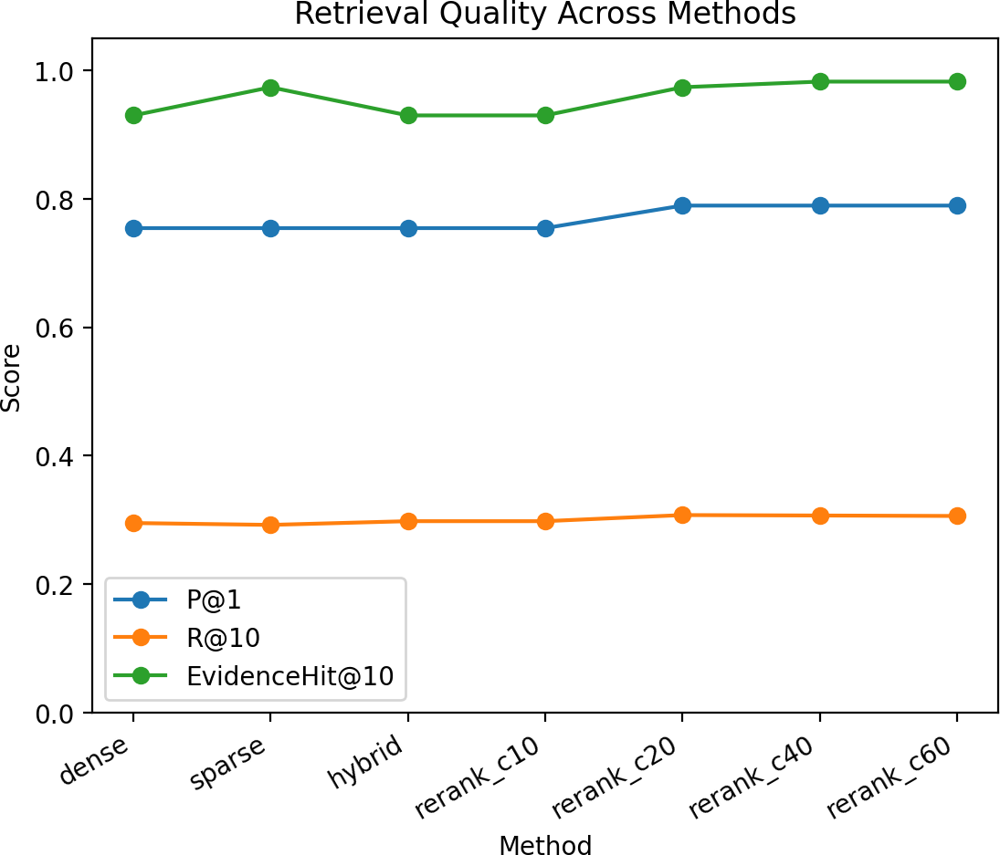 Retrieval Quality Across Methods
1.0
0.8
0.6
0.4
0.2
0.0
Score
P@1
R@10
EvidenceHit@10
dense
sparse
hybrid
rerank_c10
rerank_c20
rerank_c40
rerank_c60
Method